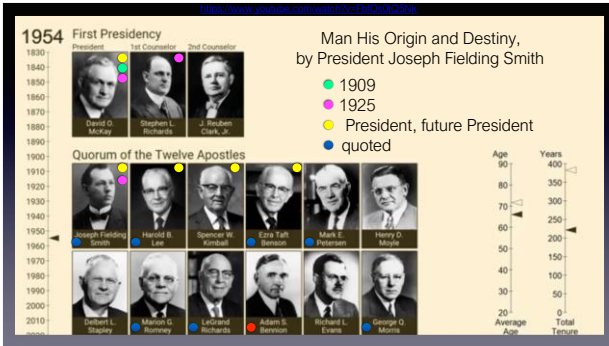 1954 First Presidency
President 1st Counselor 2nd Counselor
Man His Origin and Destiny,
by President Joseph Fielding Smith
1909
1925
President, future President
quoted
David O. McKay
Stephen L. Richards
J. Reuben Clark, Jr.
Quorum of the Twelve Apostles
Joseph Fielding Smith
Harold B. Lee
Spencer W. Kimball
Ezra Taft Benson
Mark E. Petersen
Henry D. Moyle
Delbert L. Stapley
Marion G. Romney
LeGrand Richards
Adam S. Bennion
Richard L. Evans
George Q. Morris
1830
1840
1850
1860
1870
1880
1890
1900
1910
1920
1930
1940
1950
1960
1970
1980
1990
2000
2010
Age Years
90 400
80 350
70 300
60 250
50 200
40 150
30 100
20 50
0
Average Age
Total Tenure